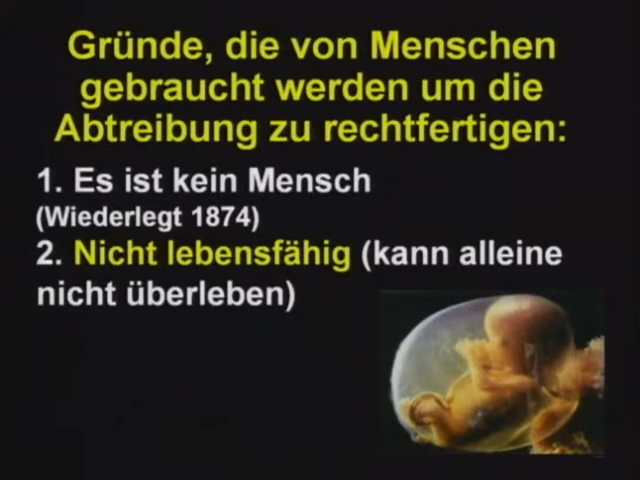 Gründe, die von Menschen
gebraucht werden um die
Abtreibung zu rechtfertigen:
1. Es ist kein Mensch
(Wiederlegt 1874)
2. Nicht lebensfähig (kann alleine
nicht überleben)